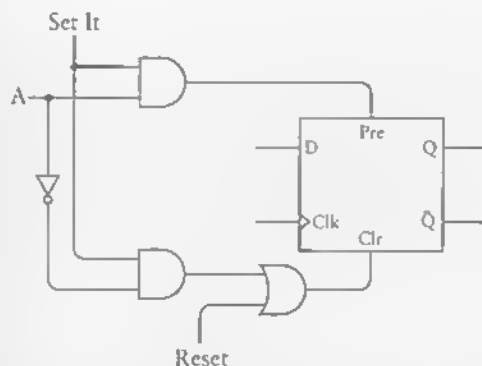 Set It
A
Pre
D
Q
Clk
Q̄
Clr
Reset